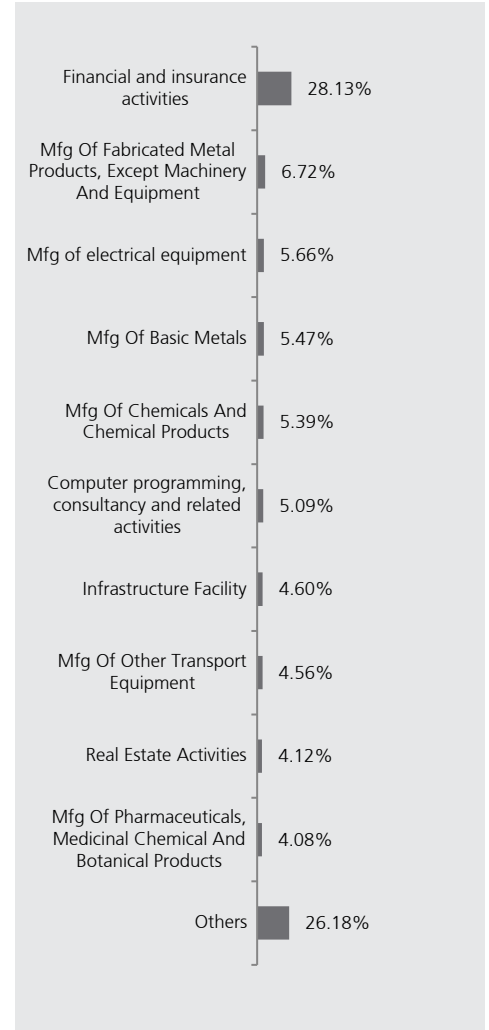 Financial and insurance
activities
28.13%
Mfg Of Fabricated Metal
Products, Except Machinery
And Equipment
6.72%
Mfg of electrical equipment
5.66%
Mfg Of Basic Metals
5.47%
Mfg Of Chemicals And
Chemical Products
5.39%
Computer programming,
consultancy and related
activities
5.09%
Infrastructure Facility
4.60%
Mfg Of Other Transport
Equipment
4.56%
Real Estate Activities
4.12%
Mfg Of Pharmaceuticals,
Medicinal Chemical And
Botanical Products
4.08%
Others
26.18%